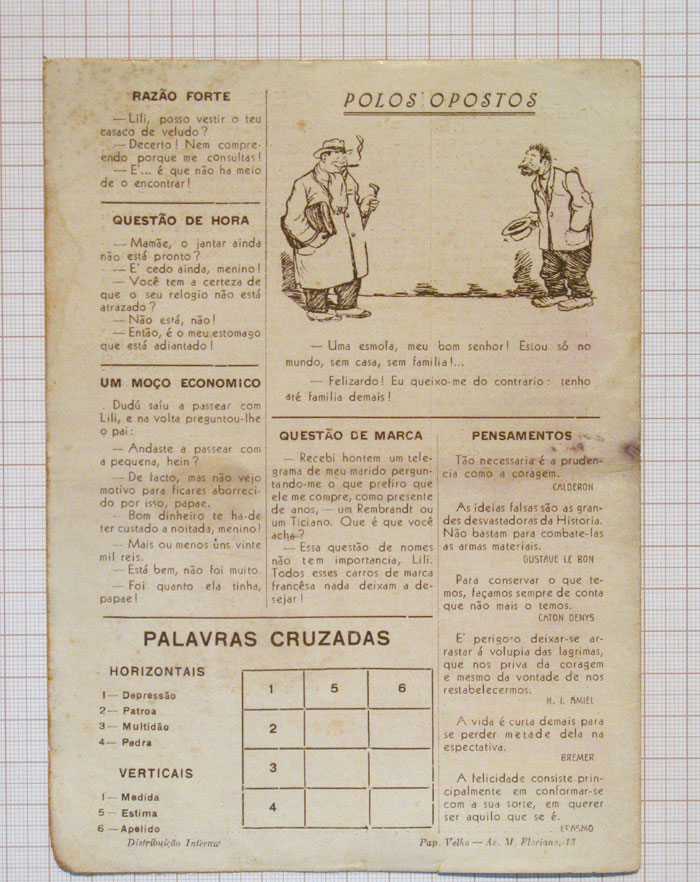 RAZÃO FORTE
— Lili, posso vestir o teu
casaco de veludo?
— Decerto! Nem compre-
endo porque me consultas!
— E'... é que não ha meio
de o encontrar!
QUESTÃO DE HORA
— Mamãe, o jantar ainda
não está pronto?
— E' cedo ainda, menino!
— Você tem a certeza de
que o seu relogio não está
atrazado?
— Não está, não!
— Então, é o meu estomago
que está adiantado!
UM MOÇO ECONOMICO
Dudú saíu a passear com
Lili, e na volta preguntou-lhe
o pai:
— Andaste a passear com
a pequena, hein?
— De facto, mas não vejo
motivo para ficares aborreci-
do por isso, papae.
— Bom dinheiro te ha-de
ter custado a noitada, menino!
— Mais ou menos úns vinte
mil reis.
— Está bem, não foi muito.
— Foi quanto ela tinha,
papae!
POLOS OPOSTOS
— Uma esmola, meu bom senhor! Estou só no
mundo, sem casa, sem familia!...
— Felizardo! Eu queixo-me do contrario: tenho
até familia demais!
QUESTÃO DE MARCA
— Recebi hontem um tele-
grama de meu marido pergun-
tando-me o que prefiro que
ele me compre, como presente
de anos, — um Rembrandt ou
um Ticiano. Que é que você
acha?
— Essa questão de nomes
não tem importancia, Lili.
Todos esses carros de marca
francêsa nada deixam a de-
sejar!
PENSAMENTOS
Tão necessaria é a pruden-
cia como a coragem.
CALDERON
As ideias falsas são as gran-
des desvastadoras da Historia.
Não bastam para combate-las
as armas materiais.
GUSTAVE LE BON
Para conservar o que te-
mos, façamos sempre de conta
que não mais o temos.
CATON DENYS
E' perigoso deixar-se ar-
rastar á volupia das lagrimas,
que nos priva da coragem
e mesmo da vontade de nos
restabelecermos.
H. I. AMIEL
A vida é curta demais para
se perder metade dela na
espectativa.
BREMER
A felicidade consiste prin-
cipalmente em conformar-se
com a sua sorte, em querer
ser aquilo que se é.
ERASMO
PALAVRAS CRUZADAS
HORIZONTAIS
1— Depressão
2— Patroa
3— Multidão
4— Pedra
VERTICAIS
1— Medida
5— Estima
6— Apelido
1 5 6
2
3
4
Distribuição Interna
Pap. Velho — Av. M. Floriano, 13